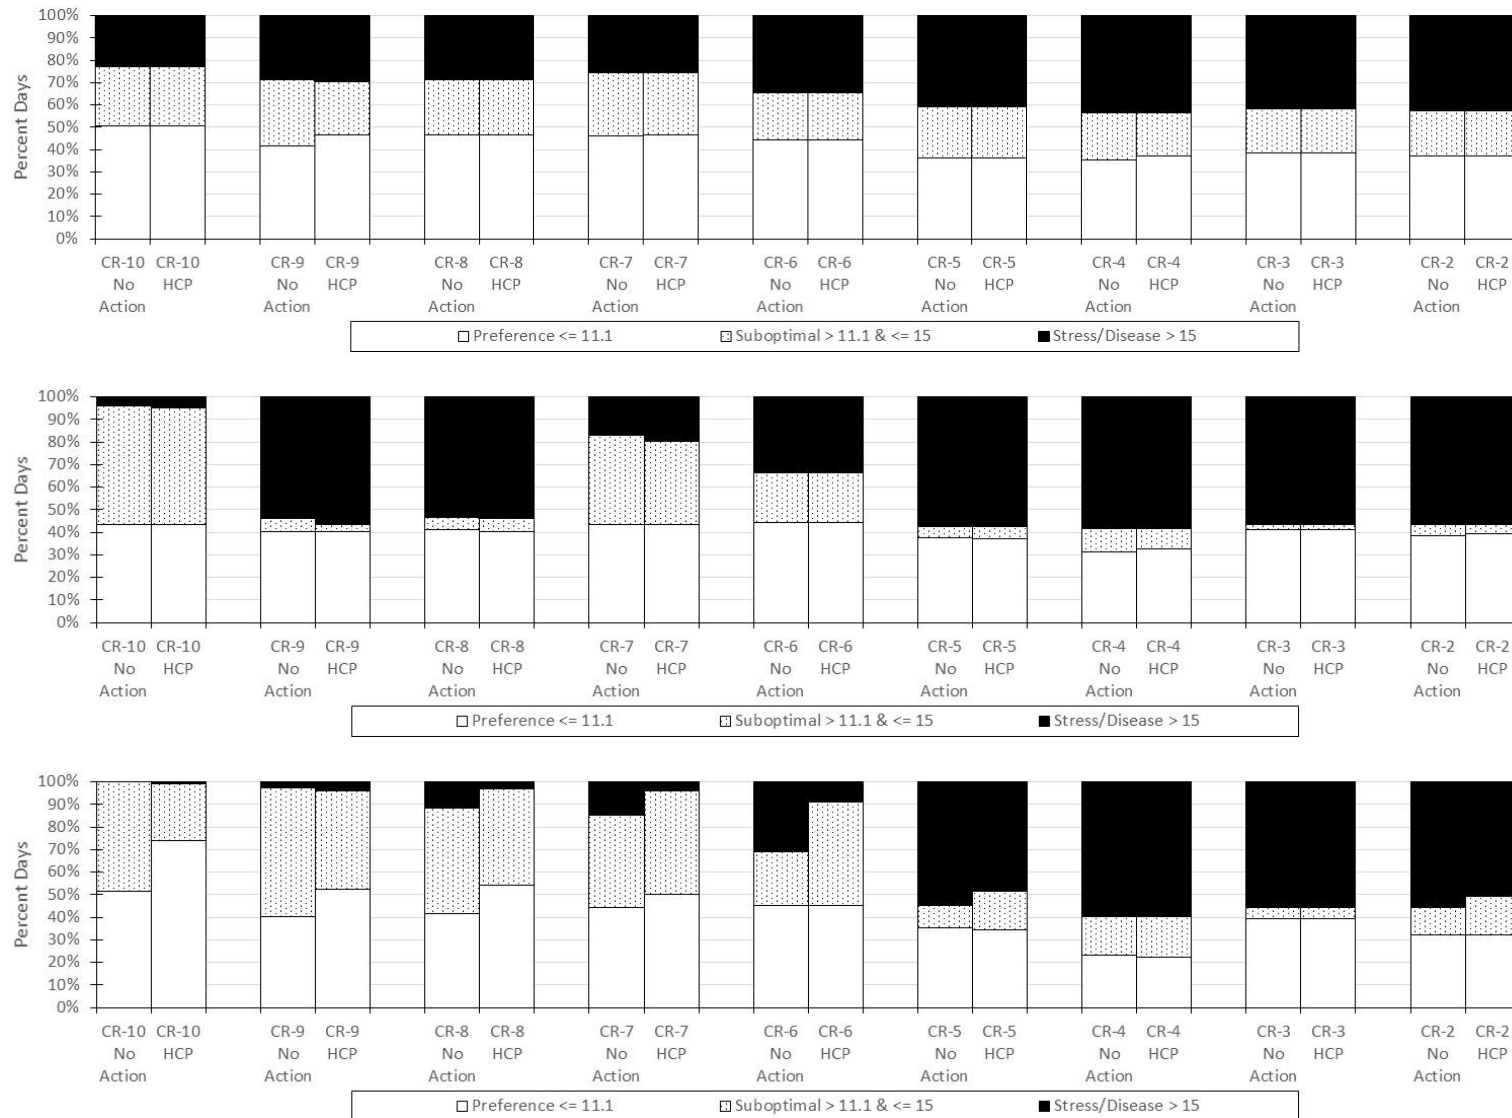 100%
90%
80%
70%
60%
50%
40%
30%
20%
10%
0%
Percent Days
CR-10 CR-10 CR-9 CR-9 CR-8 CR-8 CR-7 CR-7 CR-6 CR-6 CR-5 CR-5 CR-4 CR-4 CR-3 CR-3 CR-2 CR-2
No HCP No HCP No HCP No HCP No HCP No HCP No HCP No HCP No HCP
Action Action Action Action Action Action Action Action Action
Preference <= 11.1 Suboptimal > 11.1 & <= 15 Stress/Disease > 15
100%
90%
80%
70%
60%
50%
40%
30%
20%
10%
0%
Percent Days
CR-10 CR-10 CR-9 CR-9 CR-8 CR-8 CR-7 CR-7 CR-6 CR-6 CR-5 CR-5 CR-4 CR-4 CR-3 CR-3 CR-2 CR-2
No HCP No HCP No HCP No HCP No HCP No HCP No HCP No HCP No HCP
Action Action Action Action Action Action Action Action Action
Preference <= 11.1 Suboptimal > 11.1 & <= 15 Stress/Disease > 15
100%
90%
80%
70%
60%
50%
40%
30%
20%
10%
0%
Percent Days
CR-10 CR-10 CR-9 CR-9 CR-8 CR-8 CR-7 CR-7 CR-6 CR-6 CR-5 CR-5 CR-4 CR-4 CR-3 CR-3 CR-2 CR-2
No HCP No HCP No HCP No HCP No HCP No HCP No HCP No HCP No HCP
Action Action Action Action Action Action Action Action Action
Preference <= 11.1 Suboptimal > 11.1 & <= 15 Stress/Disease > 15